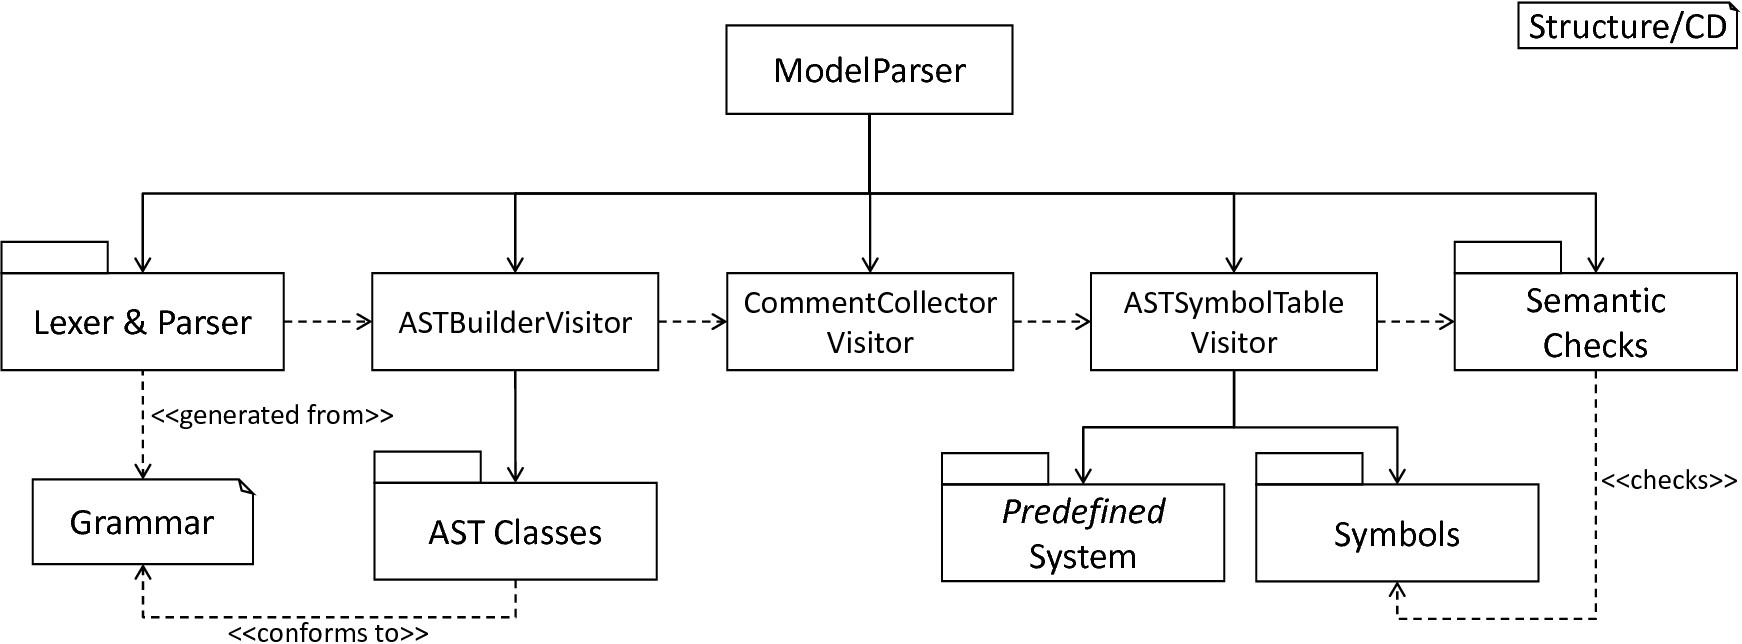 Structure/CD
ModelParser
Lexer & Parser
ASTBuilderVisitor
CommentCollector
Visitor
ASTSymbolTable
Visitor
Semantic
Checks
<<generated from>>
Grammar
AST Classes
Predefined
System
Symbols
<<checks>>
<<conforms to>>